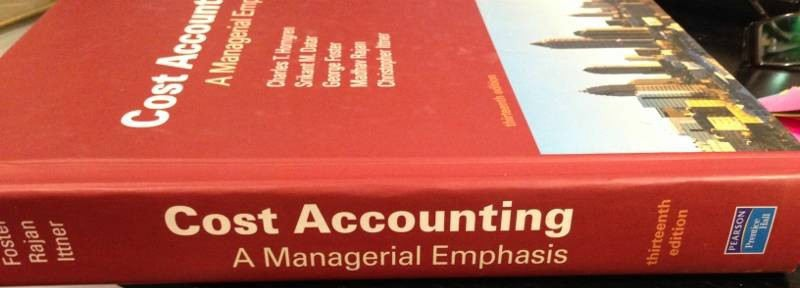 Cost Account
A Managerial Emp
Charles T. Horngren
Srikant M. Datar
George Foster
Madhav Rajan
Christopher Ittner
thirteenth edition
Foster
Rajan
Ittner
Cost Accounting
A Managerial Emphasis
thirteenth
edition
PEARSON
Prentice
Hall